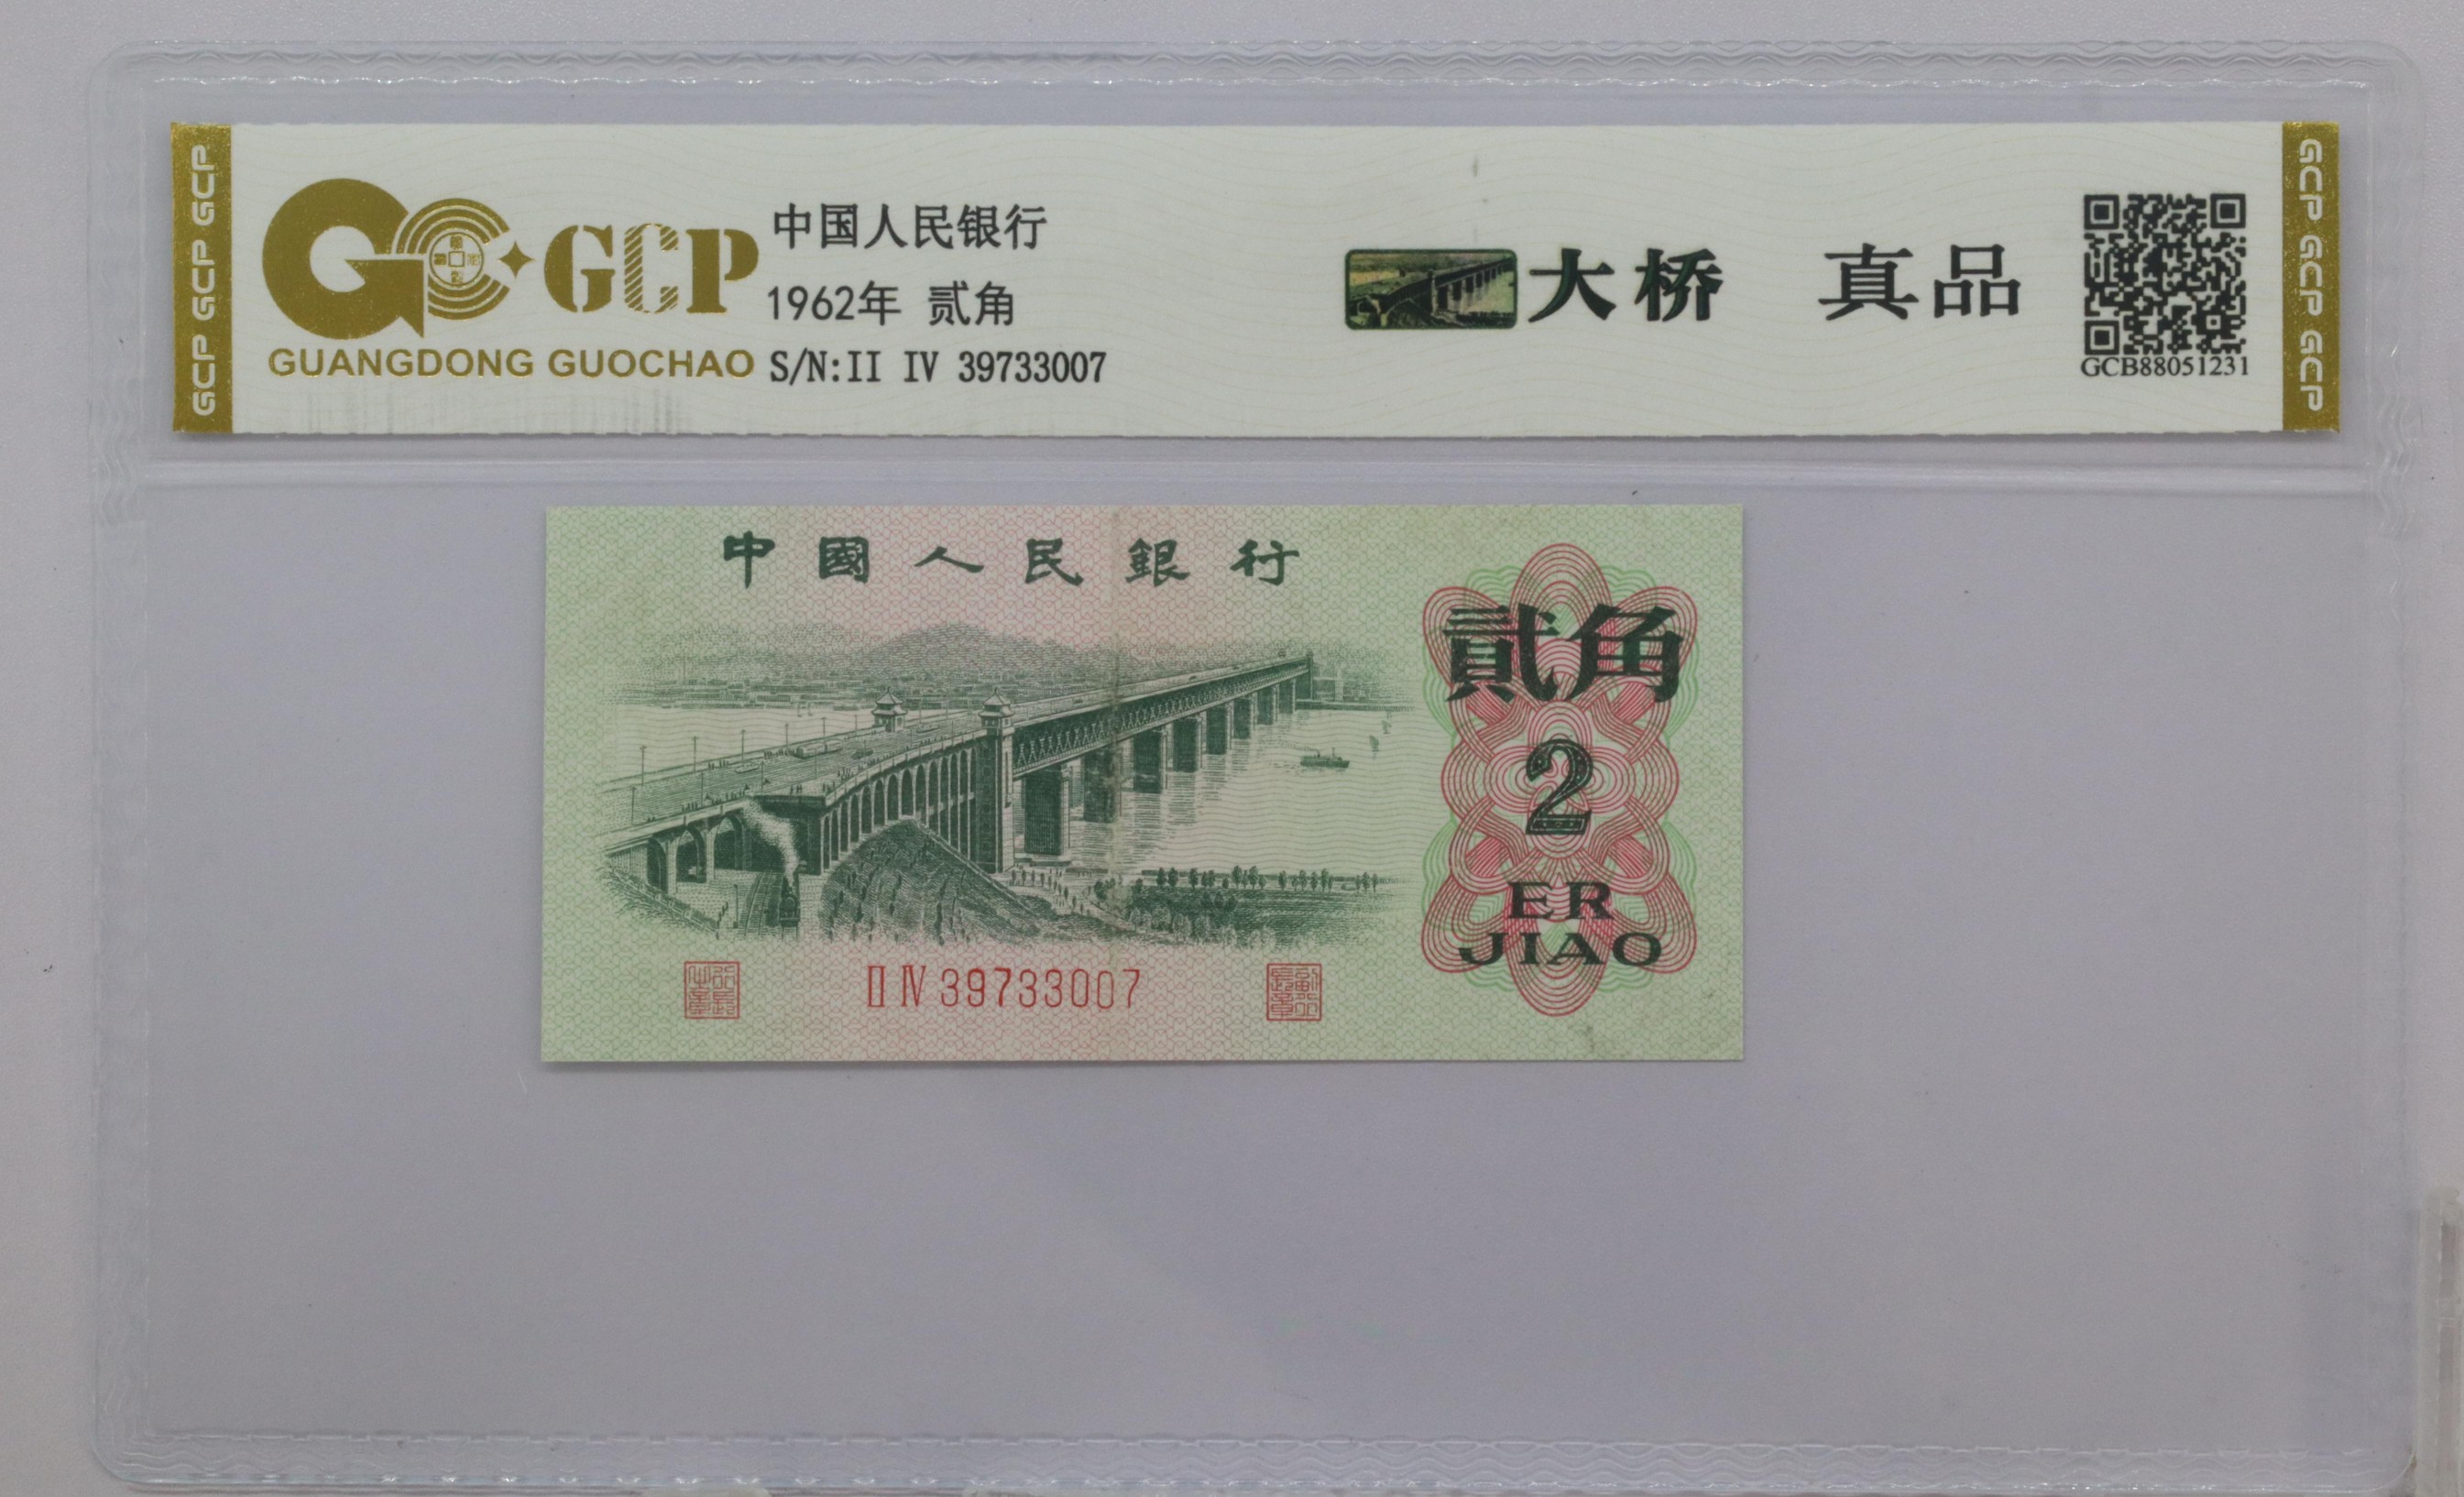 GCP GCP GCP
GCP
GUANGDONG GUOCHAO
中国人民银行
1962年 贰角
S/N:II IV 39733007
大桥 真品
GCB88051231
GCP GCP GCP
中國人民銀行
貳角
2
ER
JIAO
II IV 39733007